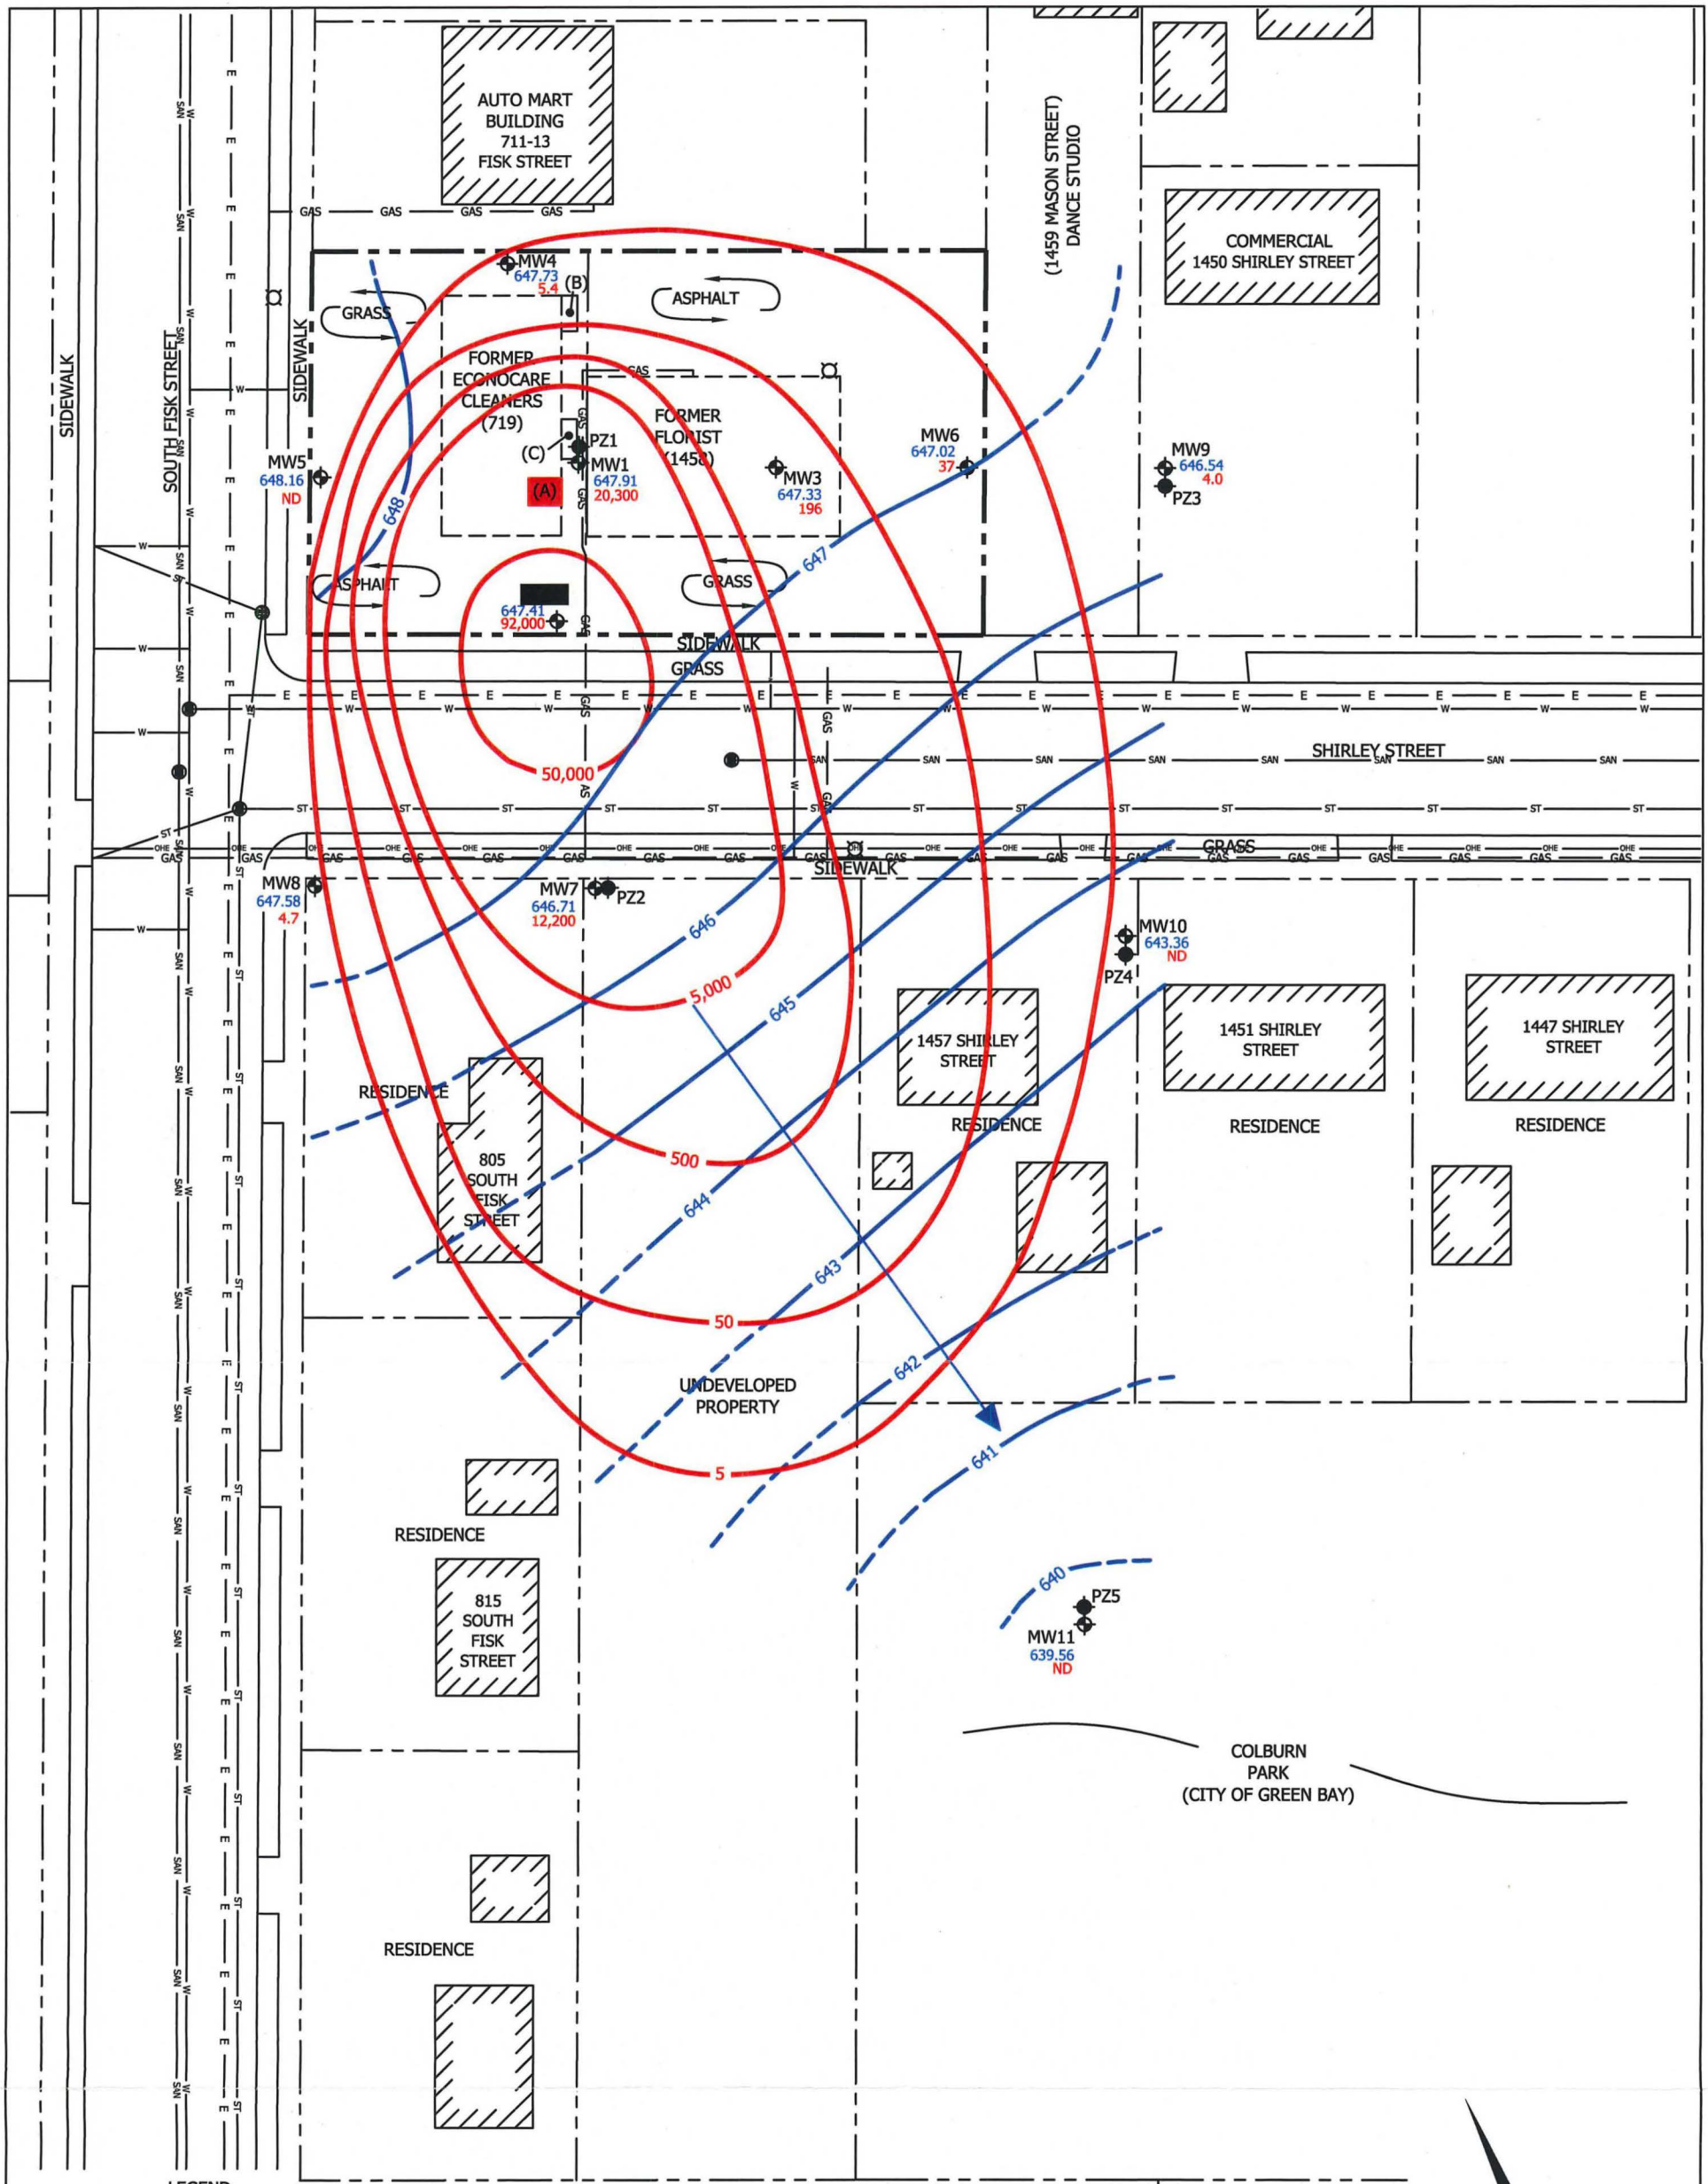 AUTO MART
BUILDING
711-13
FISK STREET
(1459 MASON STREET)
DANCE STUDIO
COMMERCIAL
1450 SHIRLEY STREET
GAS GAS GAS GAS
MW4
647.73
5.4
(B)
GRASS
ASPHALT
SIDEWALK
SOUTH FISK STREET
SIDEWALK
FORMER
ECONOCARE
CLEANERS
(719)
GAS
FORMER
FLORIST
(1458)
(C)
PZ1
MW1
647.91
20,300
(A)
MW3
647.33
196
MW6
647.02
37
MW9
646.54
4.0
PZ3
MW5
648.16
ND
648
647
ASPHALT
GRASS
647.41
92,000
SIDEWALK
GRASS
50,000
SHIRLEY STREET
GRASS
SIDEWALK
MW8
647.58
4.7
MW7
646.71
12,200
PZ2
646
MW10
643.36
ND
PZ4
5,000
645
1457 SHIRLEY
STREET
RESIDENCE
1451 SHIRLEY
STREET
RESIDENCE
1447 SHIRLEY
STREET
RESIDENCE
RESIDENCE
805
SOUTH
FISK
STREET
500
644
643
50
642
UNDEVELOPED
PROPERTY
641
5
RESIDENCE
815
SOUTH
FISK
STREET
640
PZ5
MW11
639.56
ND
COLBURN
PARK
(CITY OF GREEN BAY)
RESIDENCE